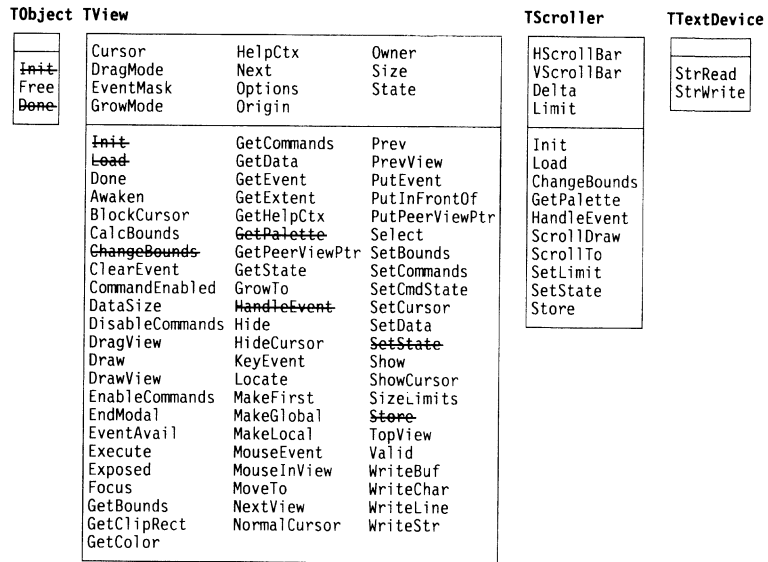 TObject TView TScroller TTextDevice
Init
Free
Done
Cursor HelpCtx Owner
DragMode Next Size
EventMask Options State
GrowMode Origin
Init GetCommands Prev
Load GetData PrevView
Done GetEvent PutEvent
Awaken GetExtent PutInFrontOf
BlockCursor GetHelpCtx PutPeerViewPtr
CalcBounds GetPalette Select
ChangeBounds GetPeerViewPtr SetBounds
ClearEvent GetState SetCommands
CommandEnabled GrowTo SetCmdState
DataSize HandleEvent SetCursor
DisableCommands Hide SetData
DragView HideCursor SetState
Draw KeyEvent Show
DrawView Locate ShowCursor
EnableCommands MakeFirst SizeLimits
EndModal MakeGlobal Store
EventAvail MakeLocal TopView
Execute MouseEvent Valid
Exposed MouseInView WriteBuf
Focus MoveTo WriteChar
GetBounds NextView WriteLine
GetClipRect NormalCursor WriteStr
GetColor
HScrollBar
VScrollBar
Delta
Limit
Init
Load
ChangeBounds
GetPalette
HandleEvent
ScrollDraw
ScrollTo
SetLimit
SetState
Store
StrRead
StrWrite